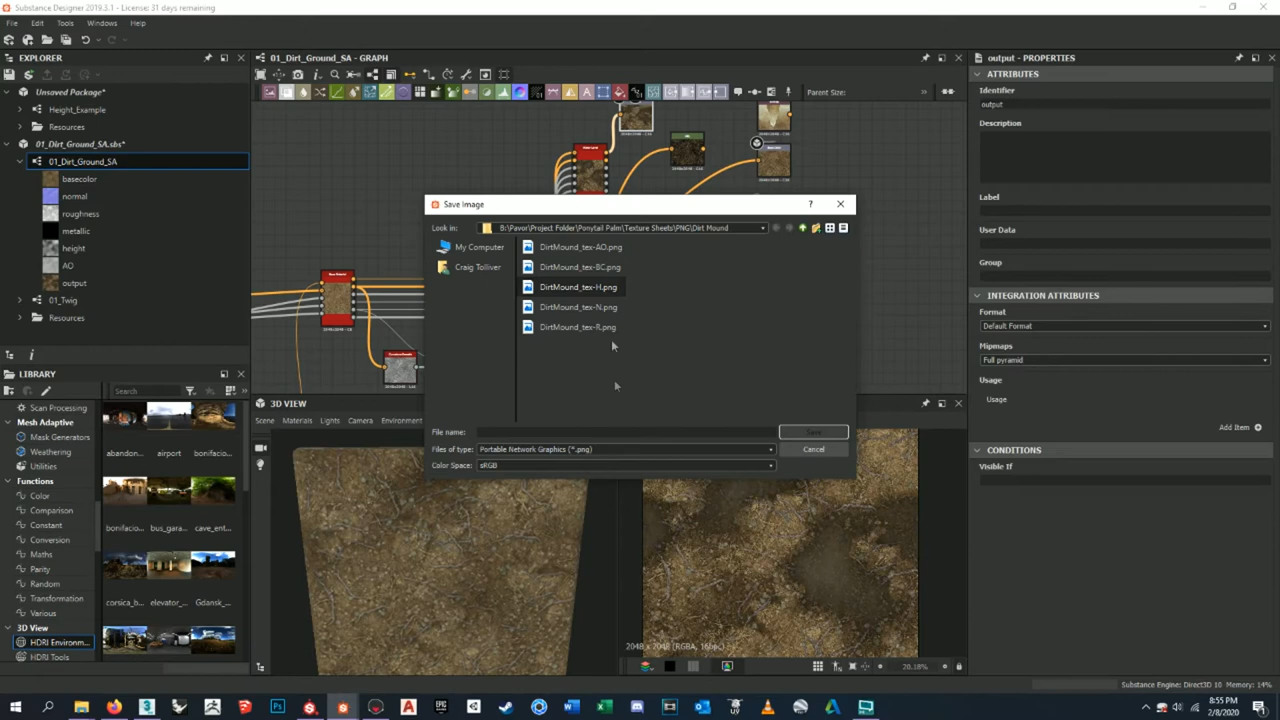 Substance Designer 2019.3.1 - License: 31 days remaining
File Edit Tools Windows Help
EXPLORER
Unsaved Package*
Height_Example
Resources
01_Dirt_Ground_SA.sbs*
01_Dirt_Ground_SA
basecolor
normal
roughness
metallic
height
AO
output
01_Twig
Resources
LIBRARY
Search
Scan Processing
Mesh Adaptive
Mask Generators
Weathering
Utilities
Functions
Color
Comparison
Constant
Conversion
Maths
Parity
Random
Transformation
Various
3D View
HDRI Environm...
HDRI Tools
abandon... airport bonifacio...
bonifaci... bus_gara... cave_ent...
corsica_b... elevator_... Gdansk_...
01_Dirt_Ground_SA - GRAPH
Parent Size:
Save Image
Look in: B:\Pavor\Project Folder\Ponytail Palm\Texture Sheets\PNG\Dirt Mound
My Computer
Craig Tolliver
DirtMound_tex-AO.png
DirtMound_tex-BC.png
DirtMound_tex-H.png
DirtMound_tex-N.png
DirtMound_tex-R.png
File name:
Save
Files of type: Portable Network Graphics (*.png)
Cancel
Color Space: sRGB
3D VIEW
Scene Materials Lights Camera Environment
2048 x 2048 (RGBA, 16bpc)
20.18%
output - PROPERTIES
ATTRIBUTES
Identifier
output
Description
Label
User Data
Group
INTEGRATION ATTRIBUTES
Format
Default Format
Mipmaps
Full pyramid
Usage
Usage
Add Item
CONDITIONS
Visible If
Substance Engine: Direct3D 10 Memory: 14%
8:55 PM
2/8/2020